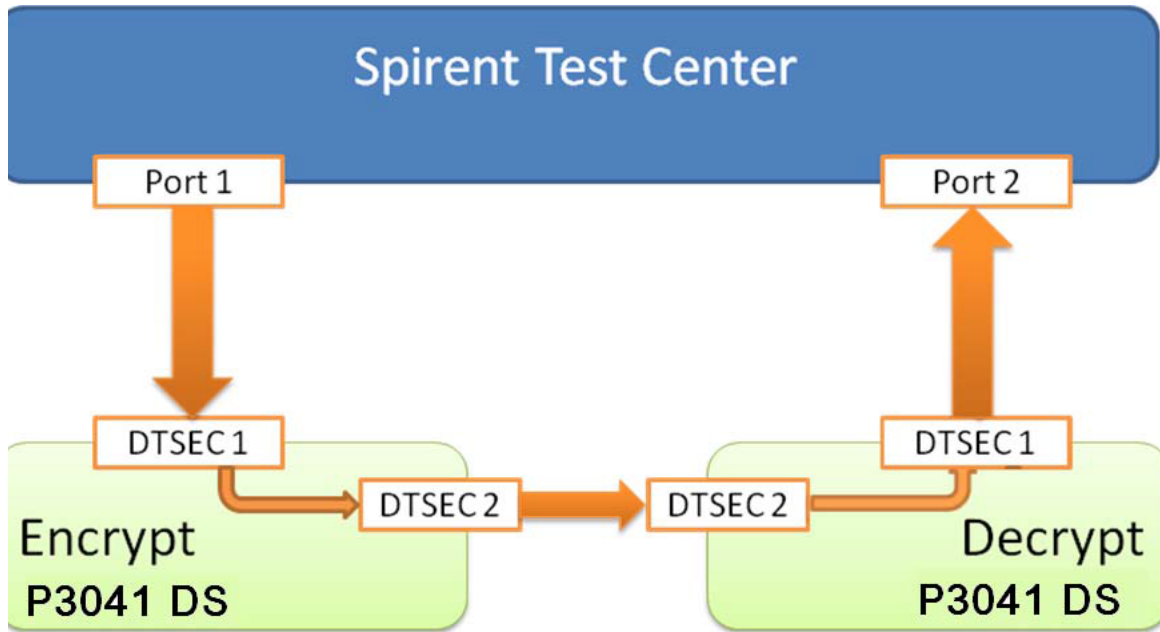 Spirent Test Center
Port 1
Port 2
DTSEC 1
DTSEC 1
DTSEC 2
DTSEC 2
Encrypt
Decrypt
P3041 DS
P3041 DS